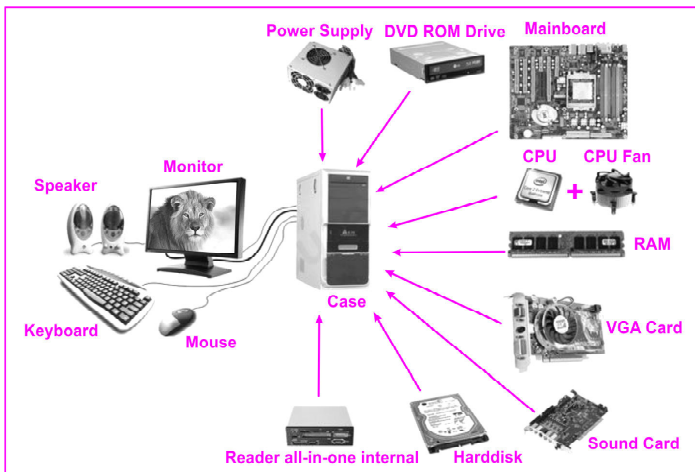 Power Supply
DVD ROM Drive
Mainboard
CPU
+
CPU Fan
Monitor
Speaker
RAM
Case
Keyboard
Mouse
VGA Card
Reader all-in-one internal
Harddisk
Sound Card